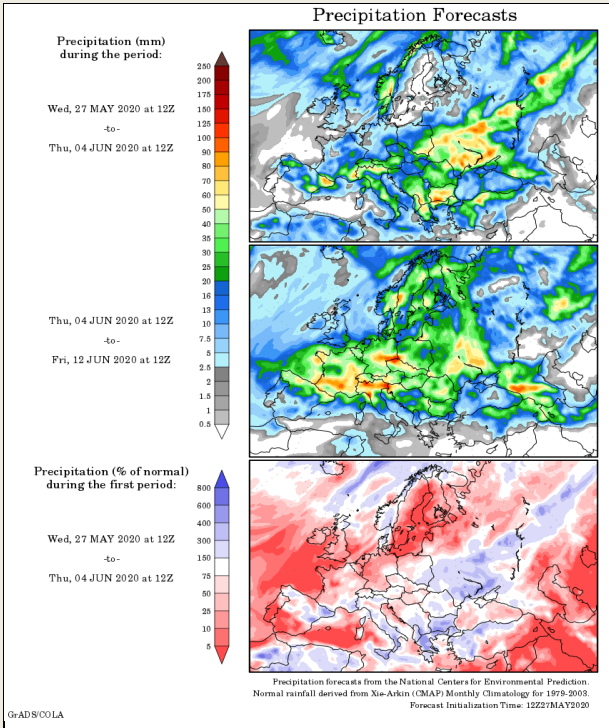 Precipitation Forecasts
Precipitation (mm)
during the period:
Wed, 27 MAY 2020 at 12Z
-to-
Thu, 04 JUN 2020 at 12Z
250
200
175
150
125
100
90
80
70
60
50
40
35
30
25
20
16
13
10
7.5
5
2.5
2
1.5
1
0.5
Thu, 04 JUN 2020 at 12Z
-to-
Fri, 12 JUN 2020 at 12Z
Precipitation (% of normal)
during the first period:
Wed, 27 MAY 2020 at 12Z
-to-
Thu, 04 JUN 2020 at 12Z
800
600
400
300
150
75
50
25
10
5
Precipitation forecasts from the National Centers for Environmental Prediction.
Normal rainfall derived from Xie-Arkin (CMAP) Monthly Climatology for 1979-2003.
Forecast Initialization Time: 12Z27MAY2020
GrADS/COLA